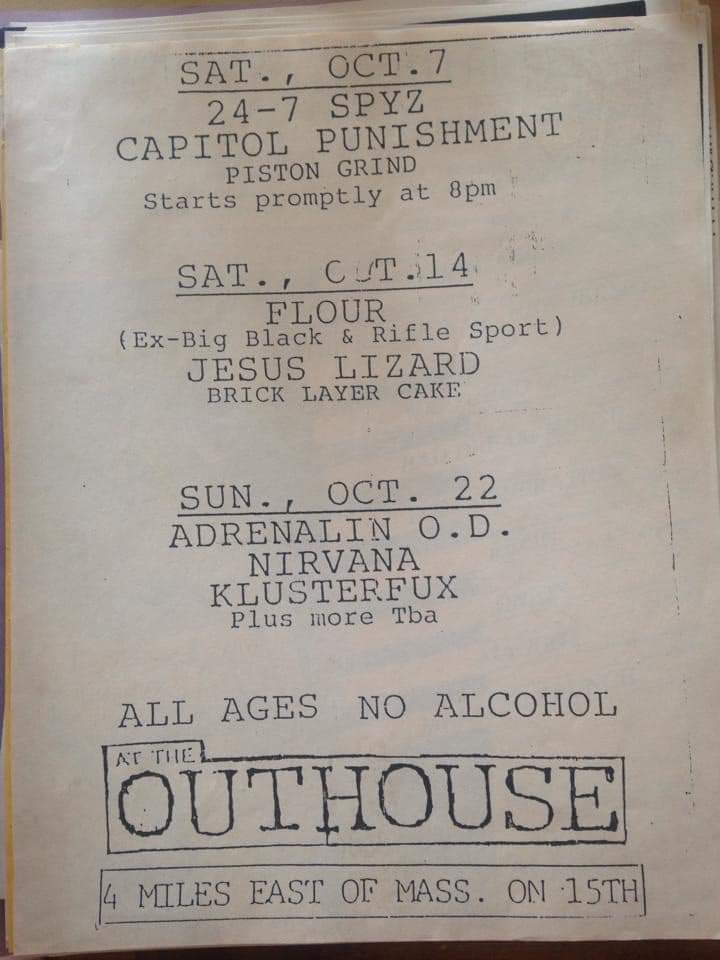 SAT., OCT.7
24-7 SPYZ
CAPITOL PUNISHMENT
PISTON GRIND
Starts promptly at 8pm
SAT., OCT.14
FLOUR
(Ex-Big Black & Rifle Sport)
JESUS LIZARD
BRICK LAYER CAKE
SUN., OCT. 22
ADRENALIN O.D.
NIRVANA
KLUSTERFUX
Plus more Tba
ALL AGES NO ALCOHOL
AT THE
OUTHOUSE
4 MILES EAST OF MASS. ON 15TH